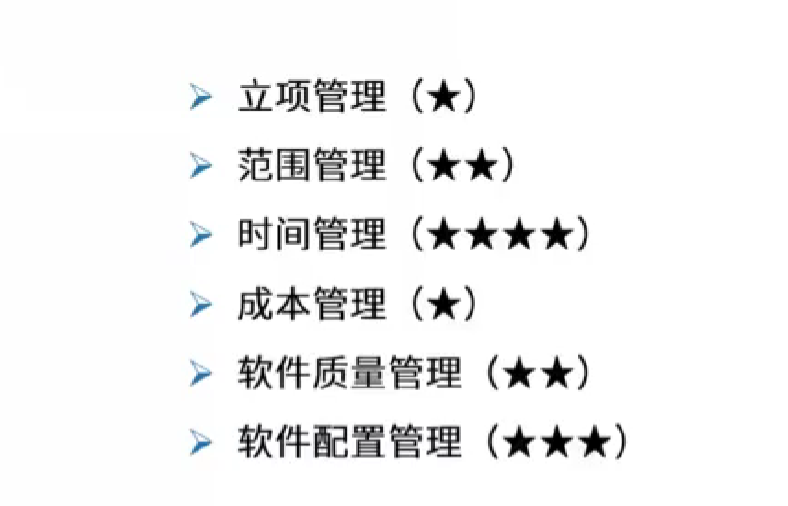 ➢ 立项管理（★）
➢ 范围管理（★★）
➢ 时间管理（★★★★）
➢ 成本管理（★）
➢ 软件质量管理（★★）
➢ 软件配置管理（★★★）